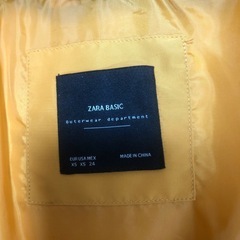 ZARA BASIC
Outerwear department
EUR USA MEX
XS XS 24
MADE IN CHINA